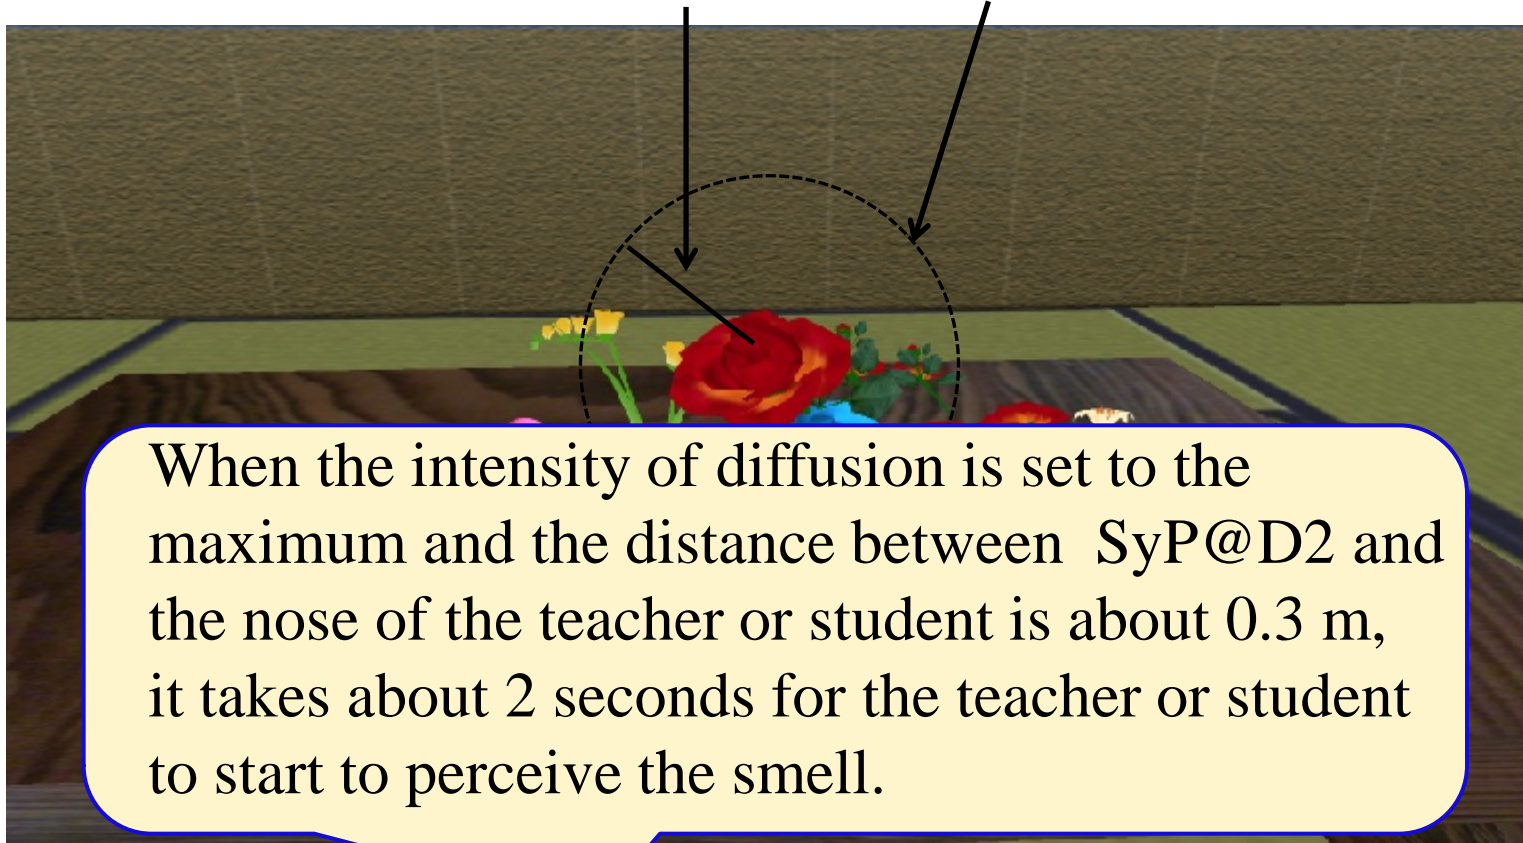 When the intensity of diffusion is set to the
maximum and the distance between  SyP@D2 and
the nose of the teacher or student is about 0.3 m,
it takes about 2 seconds for the teacher or student
to start to perceive the smell.